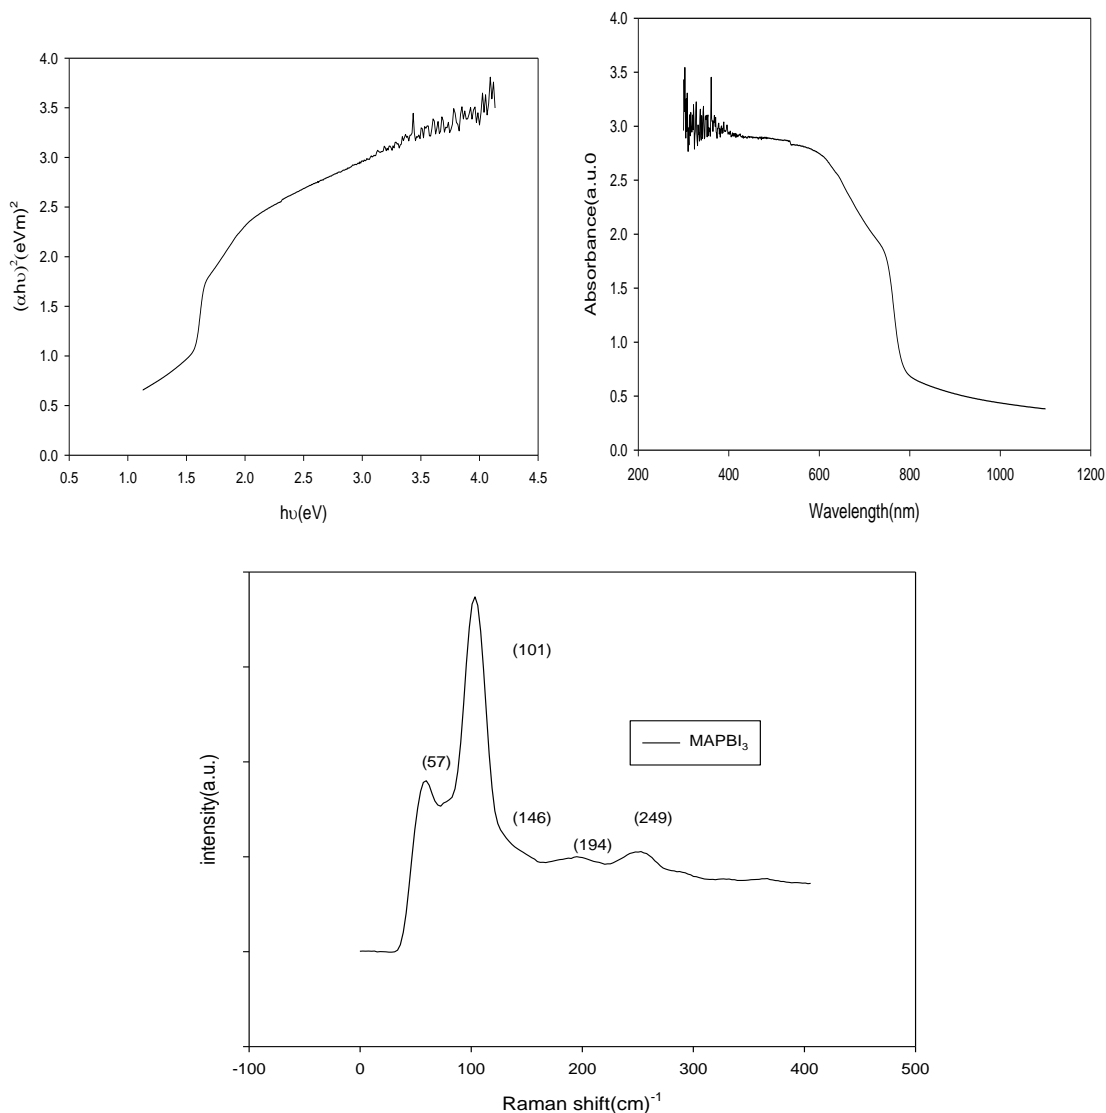 4.0
3.5
3.0
2.5
2.0
1.5
1.0
0.5
0.0
(αhυ)²(eVm)²
0.5 1.0 1.5 2.0 2.5 3.0 3.5 4.0 4.5
hυ(eV)
4.0
3.5
3.0
2.5
2.0
1.5
1.0
0.5
0.0
Absorbance(a.u.0
200 400 600 800 1000 1200
Wavelength(nm)
(101)
MAPBI₃
(57)
(146) (249)
(194)
intensity(a.u.)
-100 0 100 200 300 400 500
Raman shift(cm)⁻¹